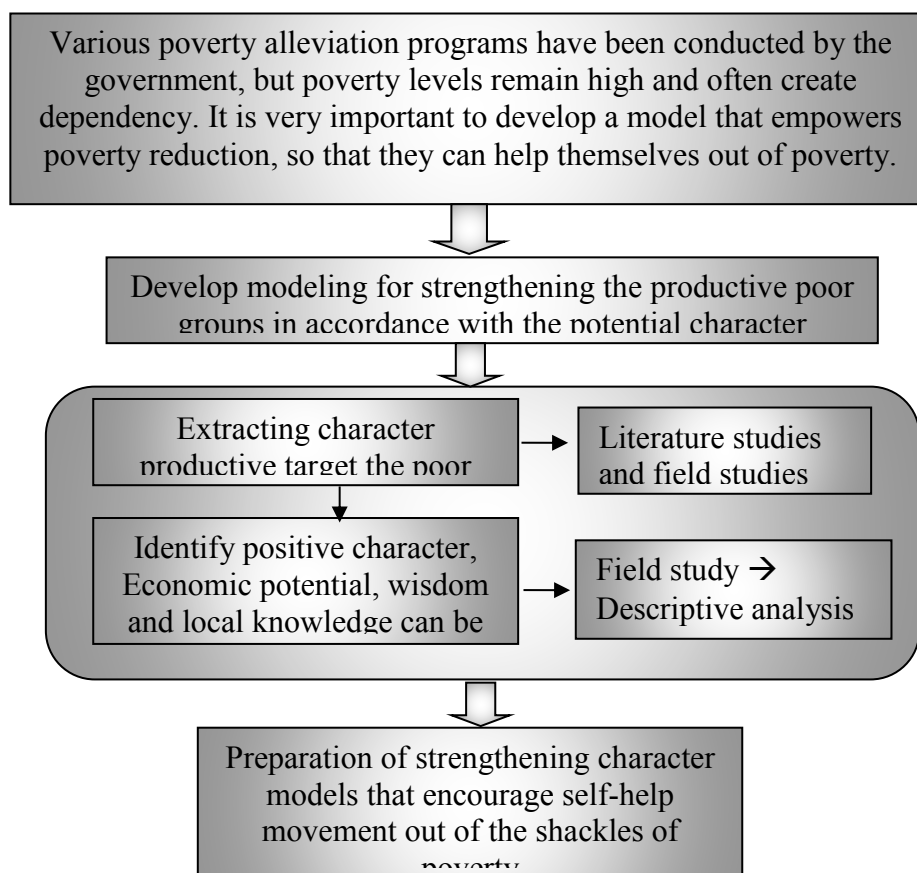 Various poverty alleviation programs have been conducted by the
government, but poverty levels remain high and often create
dependency. It is very important to develop a model that empowers
poverty reduction, so that they can help themselves out of poverty.
Develop modeling for strengthening the productive poor
groups in accordance with the potential character
Extracting character
productive target the poor
Literature studies
and field studies
Identify positive character,
Economic potential, wisdom
and local knowledge can be
Field study →
Descriptive analysis
Preparation of strengthening character
models that encourage self-help
movement out of the shackles of
poverty